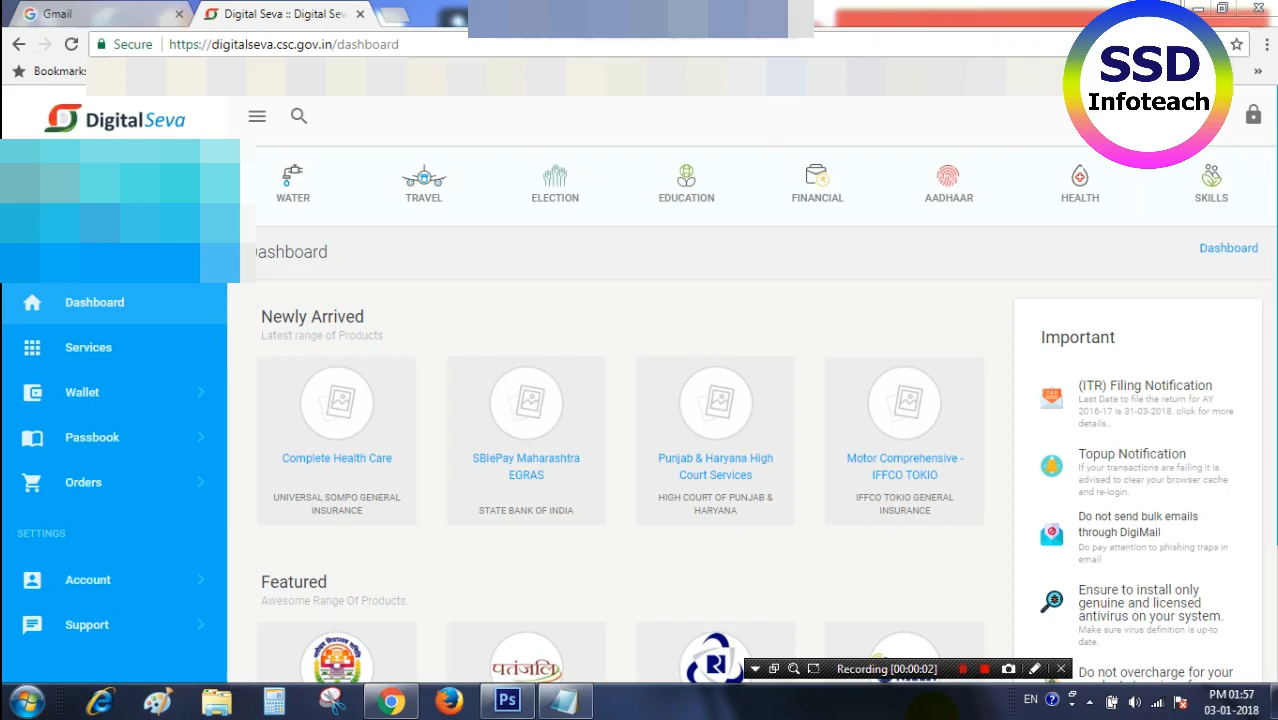 Gmail
Digital Seva :: Digital Sev
Secure
https://digitalseva.csc.gov.in/dashboard
Bookmarks
SSD
Infoteach
DigitalSeva
WATER
TRAVEL
ELECTION
EDUCATION
FINANCIAL
AADHAAR
HEALTH
SKILLS
Dashboard
Dashboard
Dashboard
Services
Wallet
Passbook
Orders
SETTINGS
Account
Support
Newly Arrived
Latest range of Products
Complete Health Care
UNIVERSAL SOMPO GENERAL
INSURANCE
SBIePay Maharashtra
EGRAS
STATE BANK OF INDIA
Punjab & Haryana High
Court Services
HIGH COURT OF PUNJAB &
HARYANA
Motor Comprehensive -
IFFCO TOKIO
IFFCO TOKIO GENERAL
INSURANCE
Featured
Awesome Range Of Products.
पतंजलि
Important
(ITR) Filing Notification
Last Date to file the return for AY
2016-17 is 31-03-2018. click for more
details..
Topup Notification
If your transactions are failing it is
advised to clear your browser cache
and re-login.
Do not send bulk emails
through DigiMail
Do pay attention to phishing traps in
email
Ensure to install only
genuine and licensed
antivirus on your system.
Make sure virus definition is up-to
date.
Do not overcharge for your
Recording [00:00:02]
Ps
EN
PM 01:57
03-01-2018